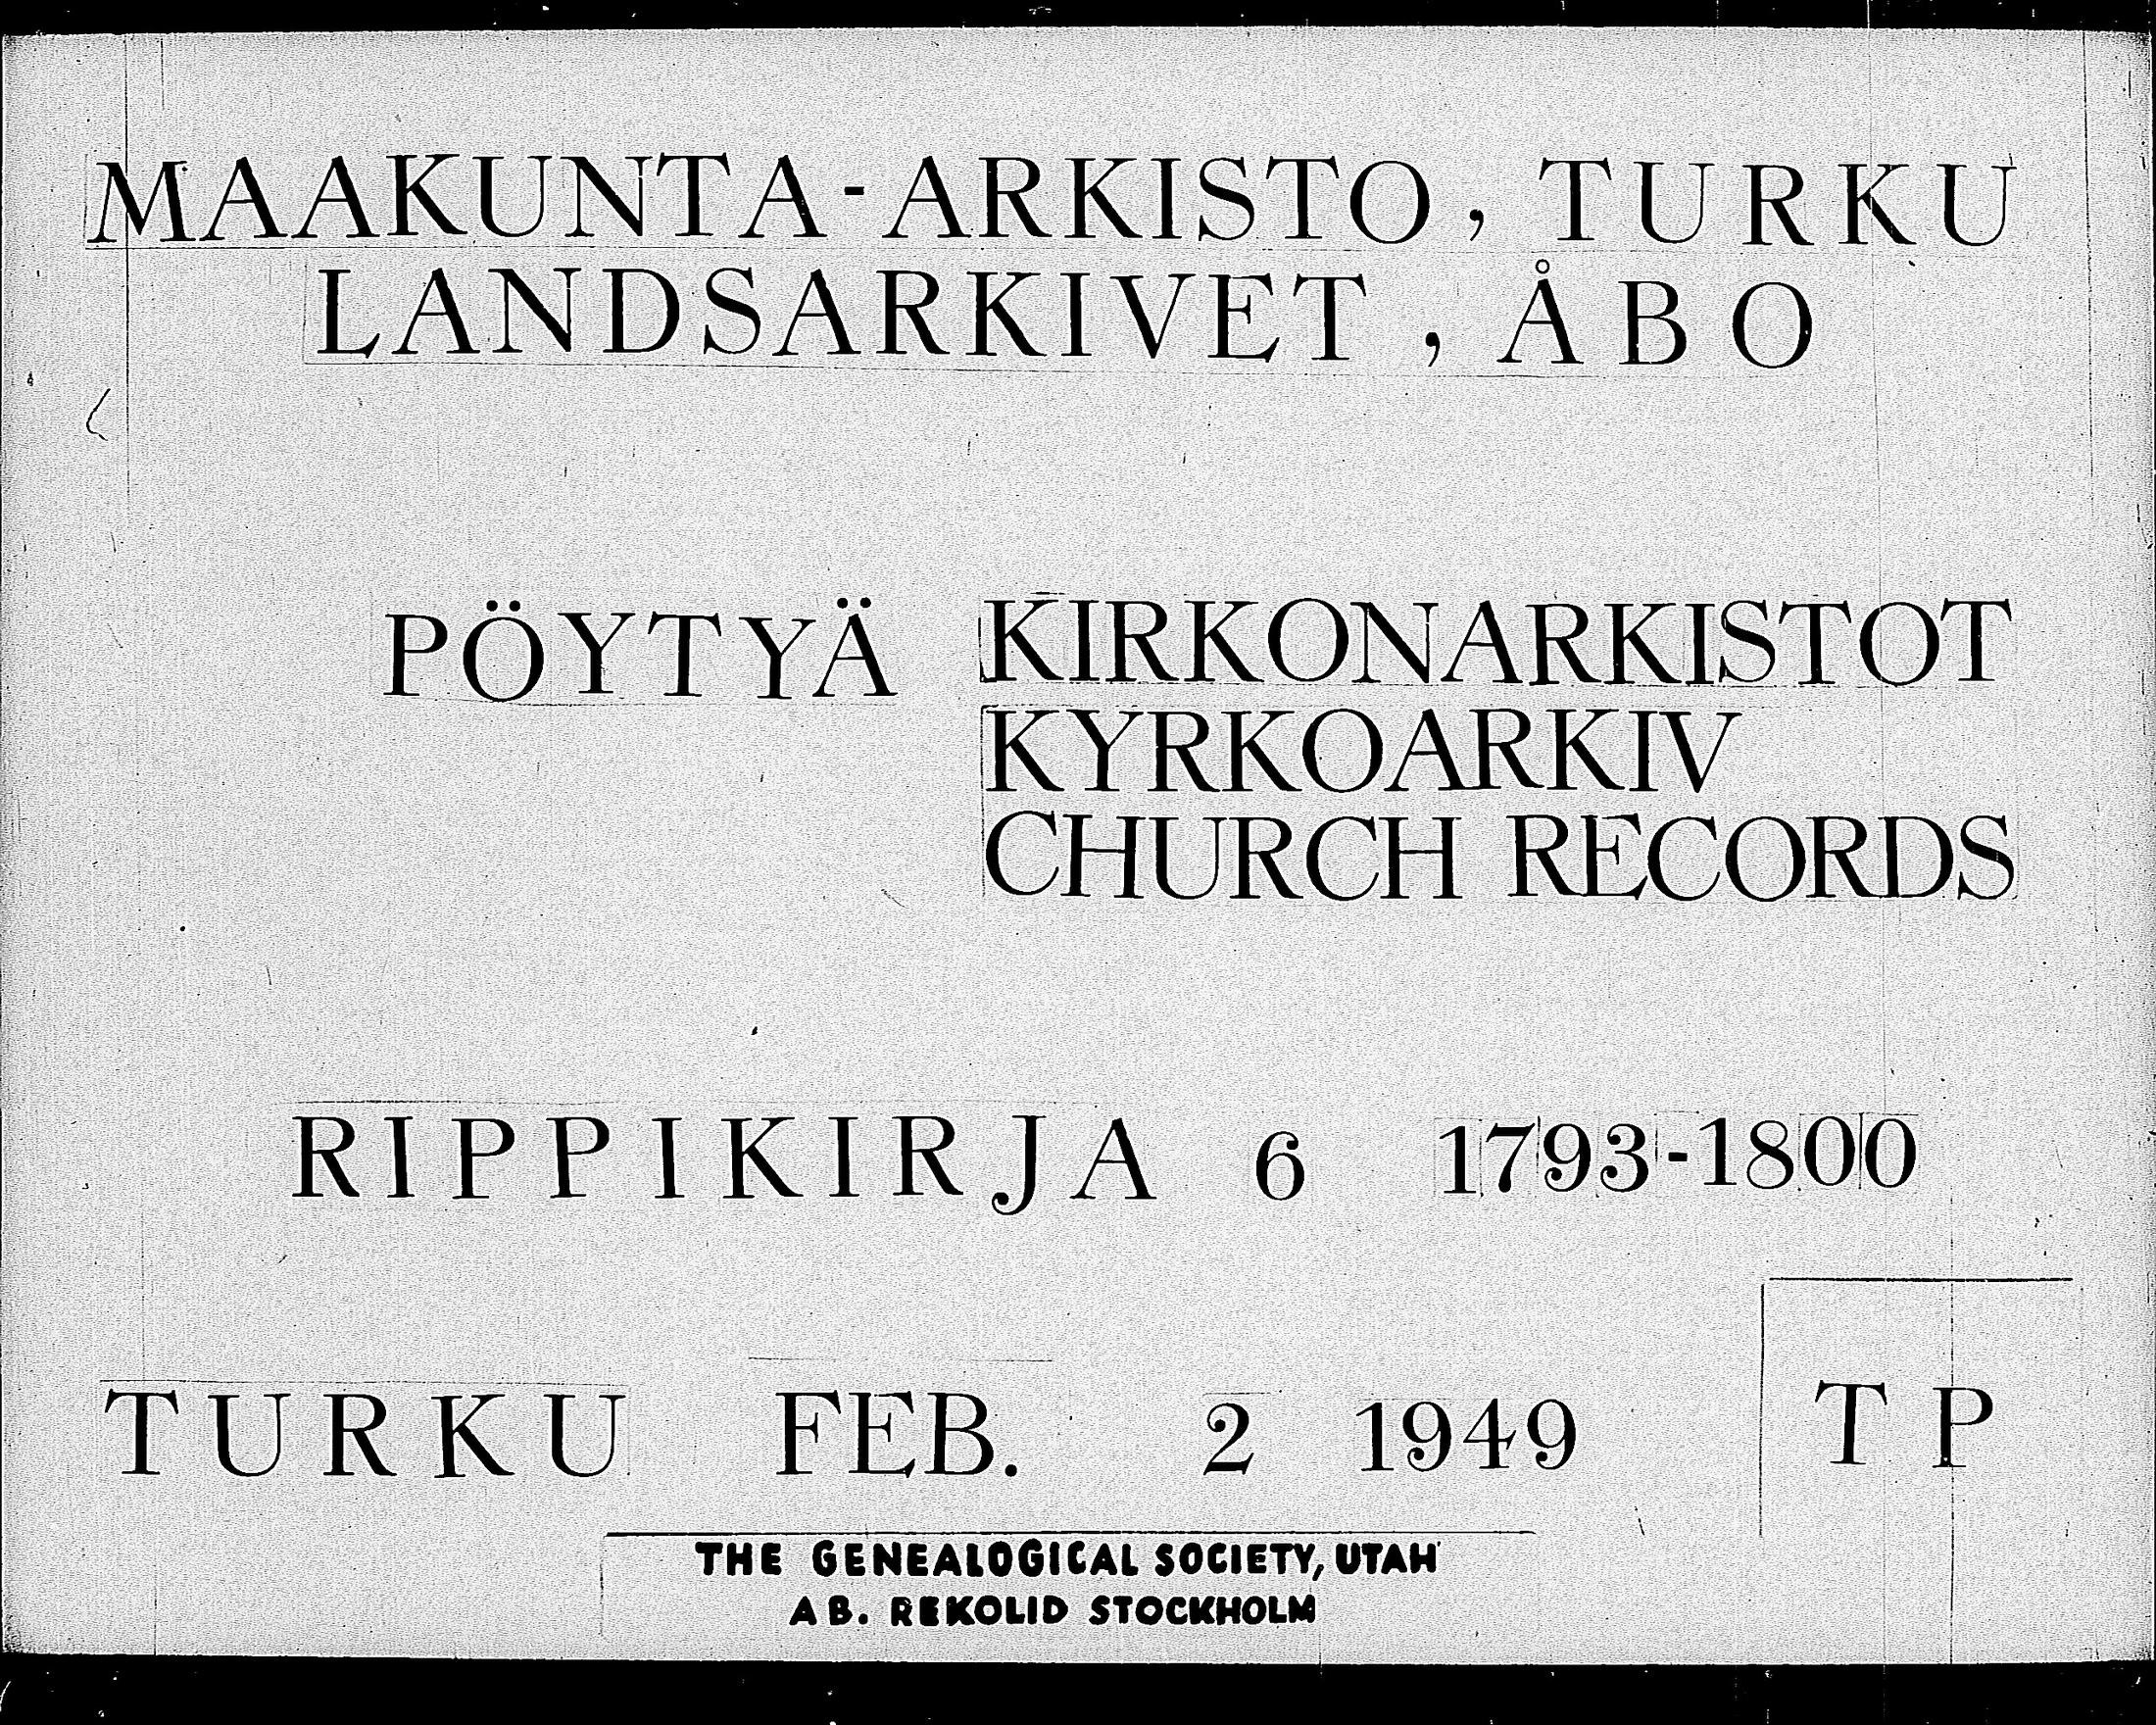 MAAKUNTA-ARKISTO, TURKU
LANDSARKIVET, ÅBO
PÖYTYÄ KIRKONARKISTOT
KYRKOARKIV
CHURCH RECORDS
RIPPIKIRJA 6 1793-1800
TURKU FEB. 2 1949 TP
THE GENEALOGICAL SOCIETY, UTAH
AB. REKOLID STOCKHOLM